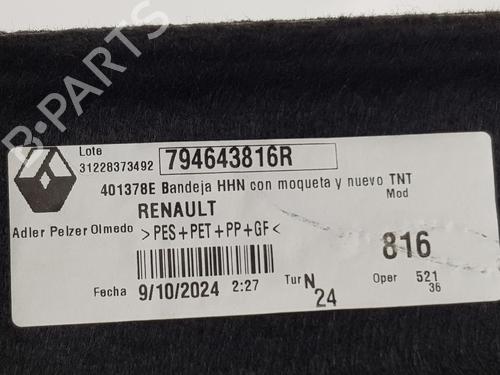 B-PARTS
Lote
31228373492 794643816R
401378E Bandeja HHN con moqueta y nuevo TNT
Mod
RENAULT
Adler Pelzer Olmedo >PES+PET+PP+GF< 816
Fecha 9/10/2024 2:27 Tur N Oper 521
24 36